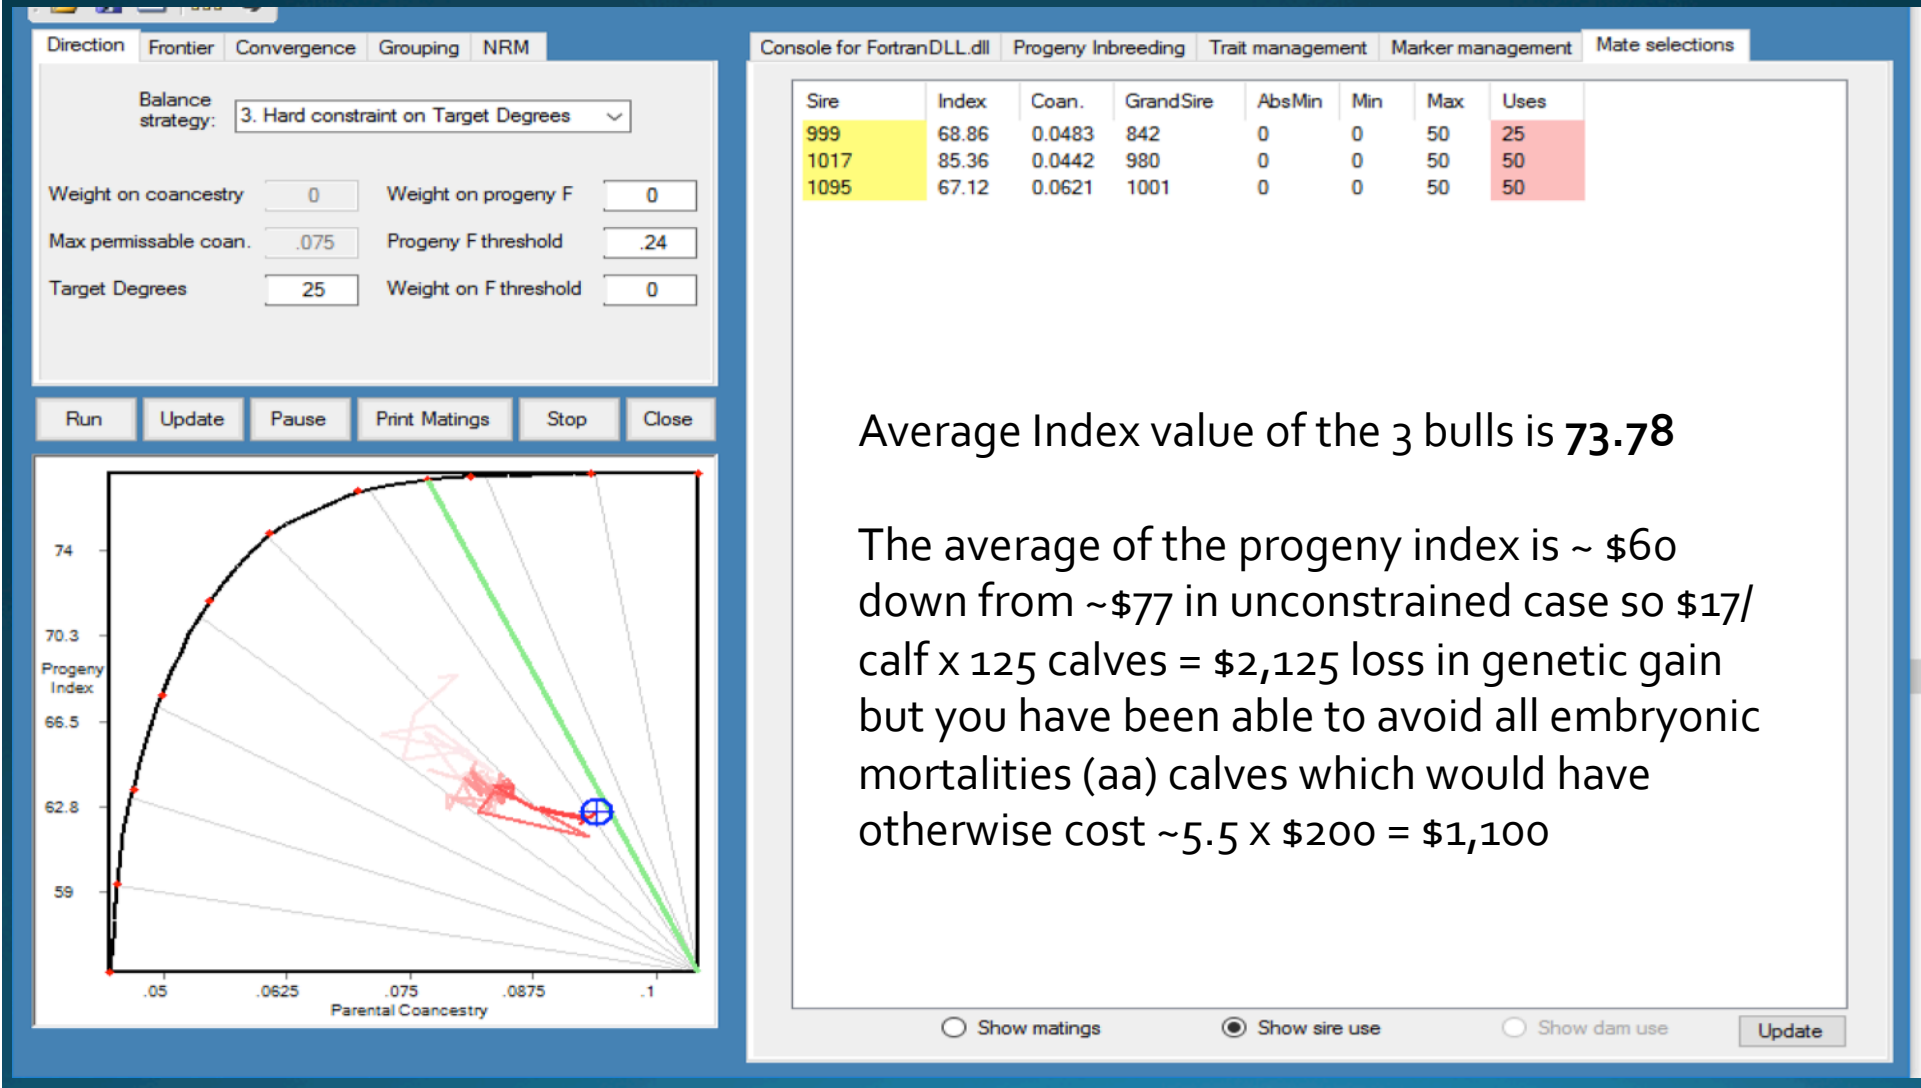 Direction Frontier Convergence Grouping NRM
Balance
strategy: 3. Hard constraint on Target Degrees
Weight on coancestry 0 Weight on progeny F 0
Max permissable coan. .075 Progeny F threshold .24
Target Degrees 25 Weight on F threshold 0
Run Update Pause Print Matings Stop Close
74
70.3
Progeny
Index
66.5
62.8
59
.05 .0625 .075 .0875 .1
Parental Coancestry
Console for FortranDLL.dll Progeny Inbreeding Trait management Marker management Mate selections
Sire Index Coan. GrandSire AbsMin Min Max Uses
999 68.86 0.0483 842 0 0 50 25
1017 85.36 0.0442 980 0 0 50 50
1095 67.12 0.0621 1001 0 0 50 50
Average Index value of the 3 bulls is 73.78
The average of the progeny index is ~ $60
down from ~$77 in unconstrained case so $17/
calf x 125 calves = $2,125 loss in genetic gain
but you have been able to avoid all embryonic
mortalities (aa) calves which would have
otherwise cost ~5.5 x $200 = $1,100
Show matings Show sire use Show dam use Update